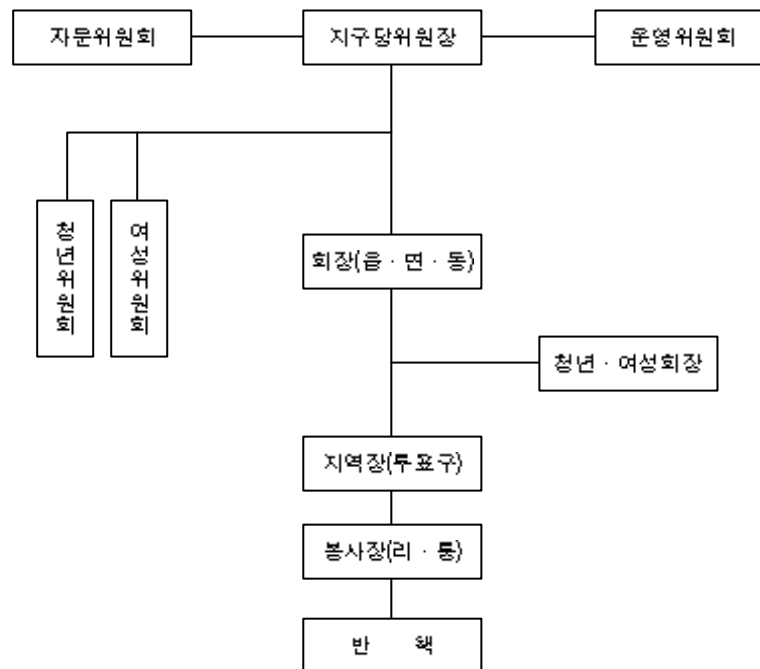 자문위원회
지구당위원장
운영위원회
청년위원회
여성위원회
회장(읍 · 면 · 동)
청년 · 여성회장
지역장(투표구)
봉사장(리 · 통)
반 책